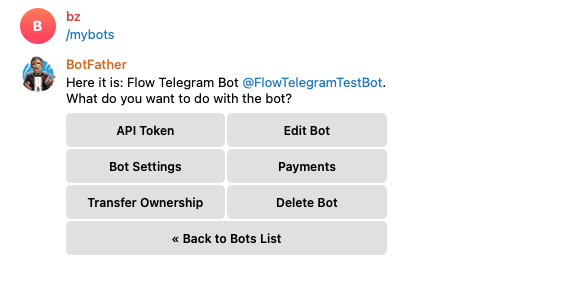 B
bz
/mybots
BotFather
Here it is: Flow Telegram Bot @FlowTelegramTestBot.
What do you want to do with the bot?
API Token
Edit Bot
Bot Settings
Payments
Transfer Ownership
Delete Bot
« Back to Bots List